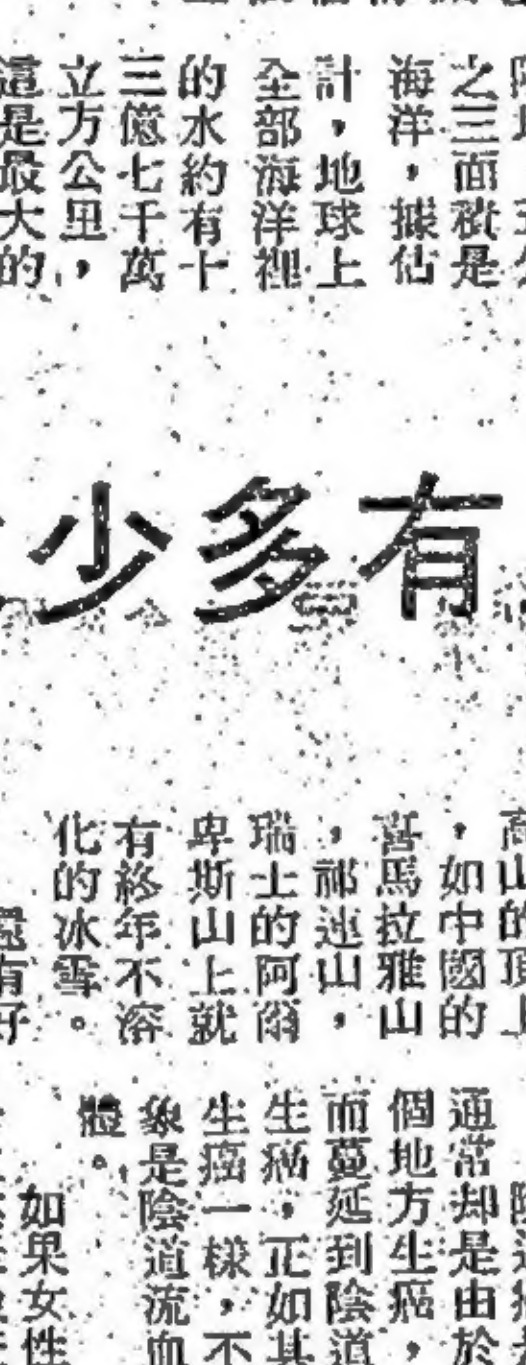 之三面積是
海洋，據佔
計，地球上
全部海洋裡
的水約有十
三億七千萬
立方公里，
這是最大的
有多少
高山的頂上
，如中國的
喜馬拉雅山
，祁連山，
瑞士的阿爾
卑斯山上就
有終年不溶
化的冰雪。
還有好
通常却是由於
個地方生癌，
而蔓延到陰道
生癌，正如其
生癌一樣，不
象是陰道流血
體。
如果女性